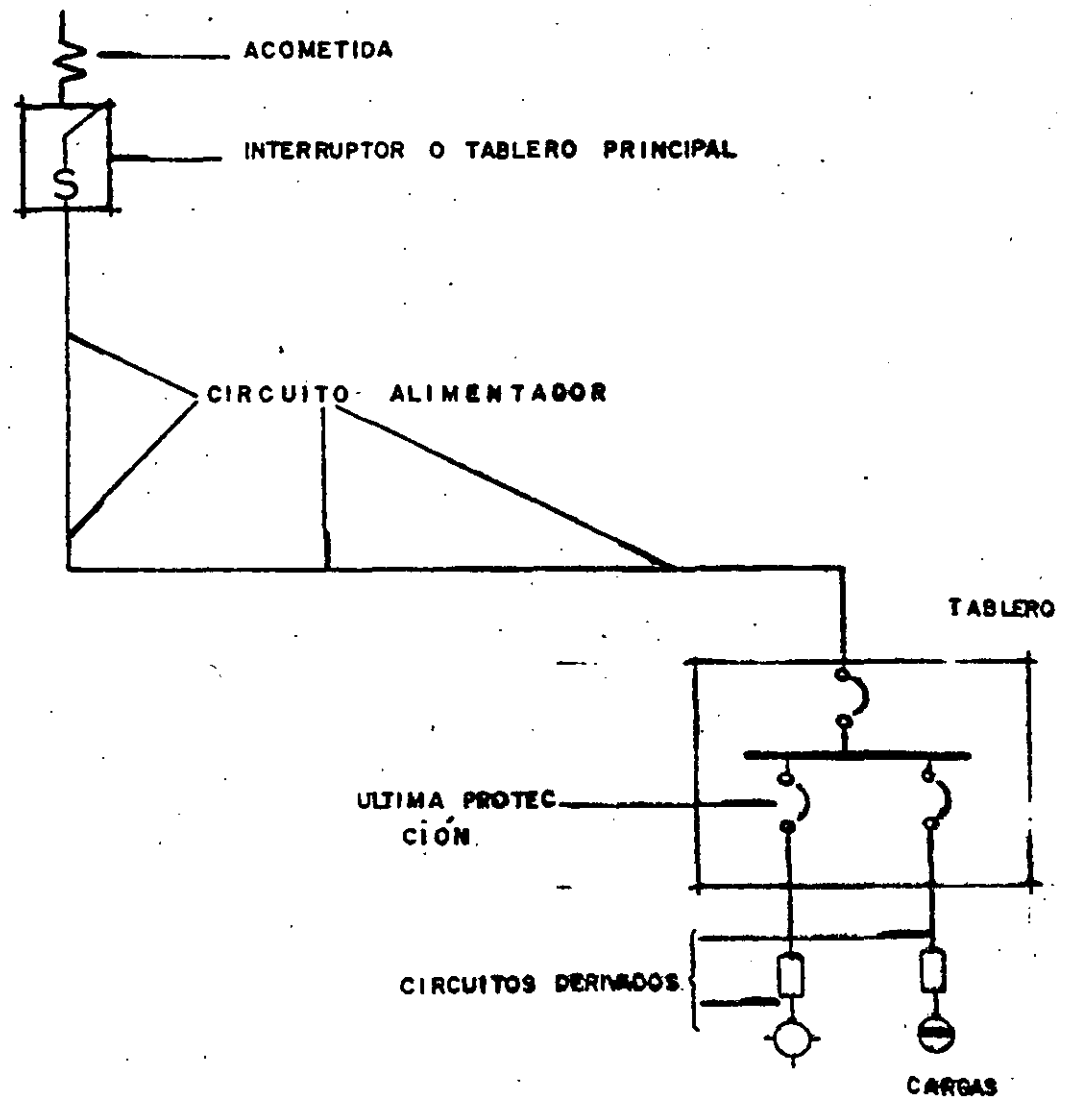 ACOMETIDA
INTERRUPTOR O TABLERO PRINCIPAL
S
CIRCUITO ALIMENTADOR
TABLERO
ULTIMA PROTEC
CIÓN.
CIRCUITOS DERIVADOS.
CARGAS